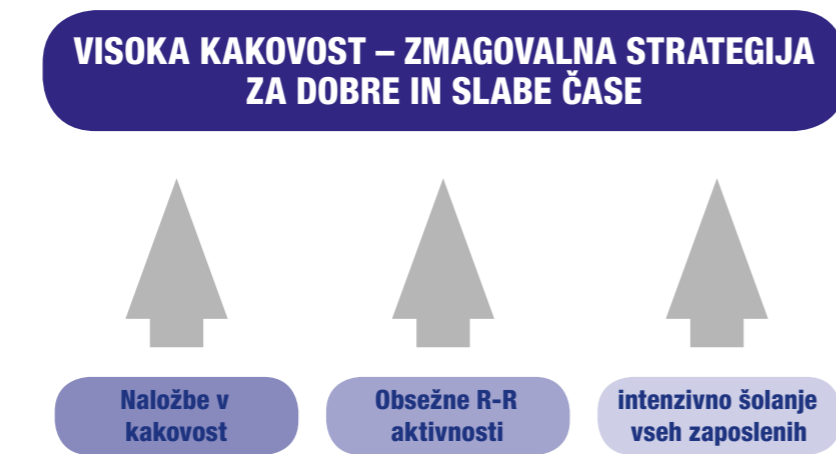 VISOKA KAKOVOST – ZMAGOVALNA STRATEGIJA
ZA DOBRE IN SLABE ČASE
Naložbe v
kakovost
Obsežne R-R
aktivnosti
intenzivno šolanje
vseh zaposlenih